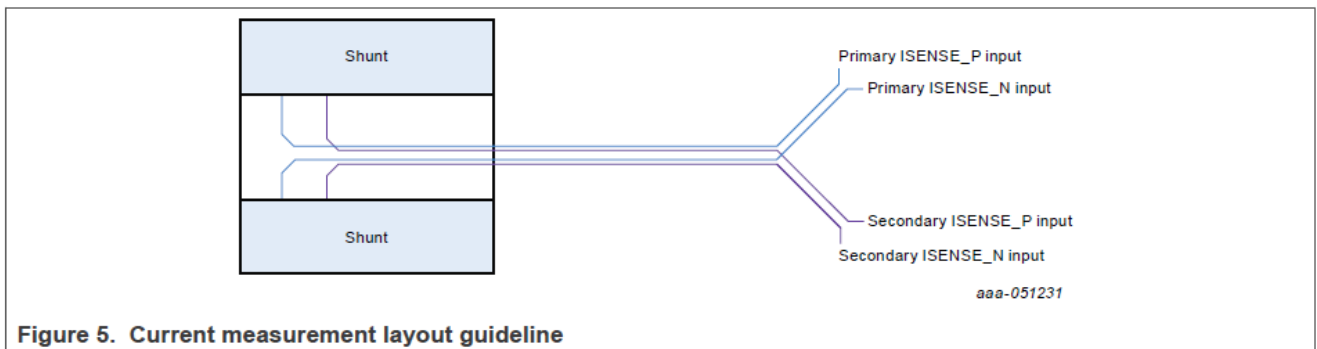 Shunt
Primary ISENSE_P input
Primary ISENSE_N input
Secondary ISENSE_P input
Shunt
Secondary ISENSE_N input
aaa-051231
Figure 5. Current measurement layout guideline